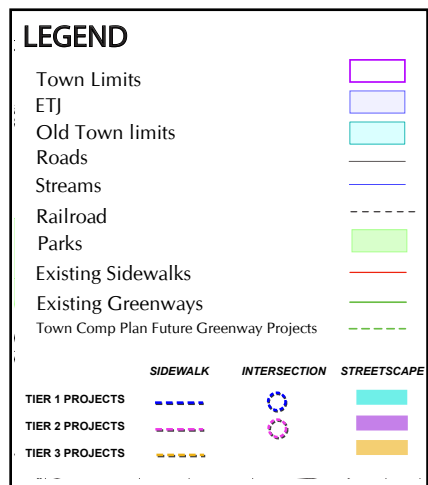 LEGEND
Town Limits
ETJ
Old Town limits
Roads
Streams
Railroad
Parks
Existing Sidewalks
Existing Greenways
Town Comp Plan Future Greenway Projects
SIDEWALK INTERSECTION STREETSCAPE
TIER 1 PROJECTS
TIER 2 PROJECTS
TIER 3 PROJECTS